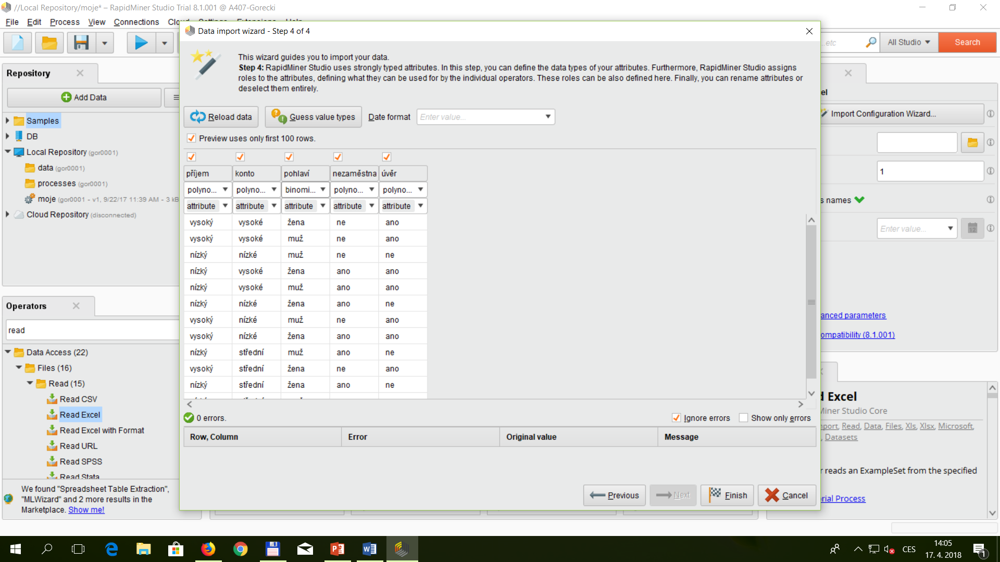 //Local Repository/moje* – RapidMiner Studio Trial 8.1.001 @ A407-Gorecki
File Edit Process View Connections
Data import wizard - Step 4 of 4
This wizard guides you to import your data.
Step 4: RapidMiner Studio uses strongly typed attributes. In this step, you can define the data types of your attributes. Furthermore, RapidMiner Studio assigns
roles to the attributes, defining what they can be used for by the individual operators. These roles can be also defined here. Finally, you can rename attributes or
deselect them entirely.
...etc All Studio Search
Repository
Add Data
Samples
DB
Local Repository (gor0001)
data (gor0001)
processes (gor0001)
moje (gor0001 - v1, 9/22/17 11:39 AM - 3 kB
Cloud Repository (disconnected)
Reload data Guess value types Date format Enter value...
Preview uses only first 100 rows.
příjem konto pohlaví nezaměstna úvěr
polyno... polyno... binomi... polyno... polyno...
attribute attribute attribute attribute attribute
vysoký vysoké žena ne ano
vysoký vysoké muž ne ano
nízký nízké muž ne ne
nízký vysoké žena ano ano
nízký vysoké muž ano ano
nízký nízké žena ano ne
vysoký nízké muž ne ano
vysoký nízké žena ano ano
nízký střední muž ano ne
vysoký střední žena ne ano
nízký střední žena ano ne
0 errors. Ignore errors Show only errors
Row, Column Error Original value Message
Previous Next Finish Cancel
el
Import Configuration Wizard...
1
s names
Enter value...
12
anced parameters
ompatibility (8.1.001)
Operators
read
Data Access (22)
Files (16)
Read (15)
Read CSV
Read Excel
Read Excel with Format
Read URL
Read SPSS
Read Stata
We found "Spreadsheet Table Extraction",
"MLWizard" and 2 more results in the
Marketplace. Show me!
d Excel
Miner Studio Core
mport, Read, Data, Files, Xls, Xlsx, Microsoft,
, Datasets
r reads an ExampleSet from the specified
rial Process
CES 14:05
17. 4. 2018
1